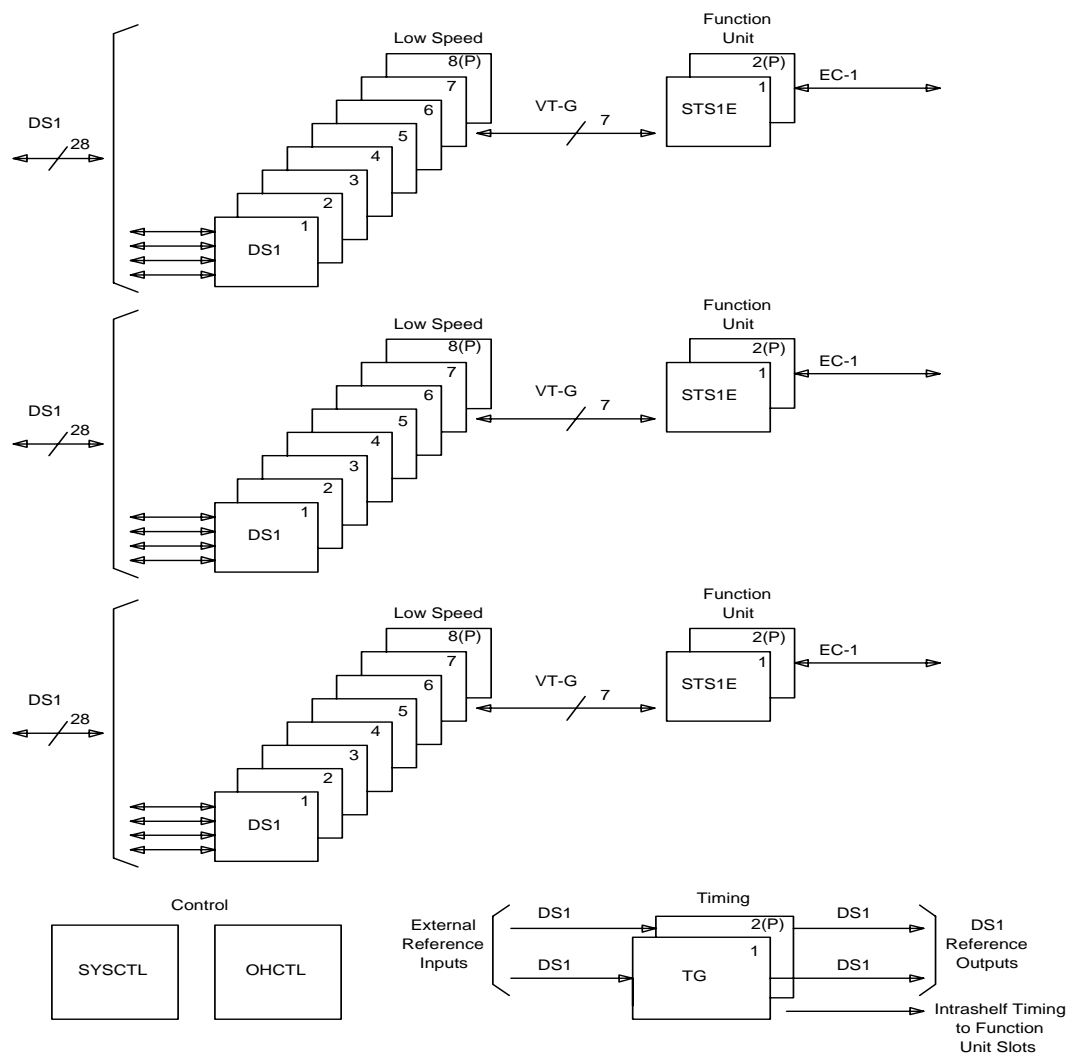 Function
Unit
Low Speed
8(P)
2(P)
7
1
EC-1
6
STS1E
VT-G
7
DS1
5
28
4
3
2
1
DS1
Function
Unit
Low Speed
8(P)
2(P)
7
1
EC-1
6
STS1E
VT-G
7
DS1
5
28
4
3
2
1
DS1
Function
Unit
Low Speed
8(P)
2(P)
7
1
EC-1
6
STS1E
VT-G
7
DS1
5
28
4
3
2
1
DS1
Control
SYSCTL
OHCTL
Timing
External
Reference
Inputs
DS1
DS1
2(P)
1
TG
DS1
DS1
DS1
Reference
Outputs
Intrashelf Timing
to Function
Unit Slots